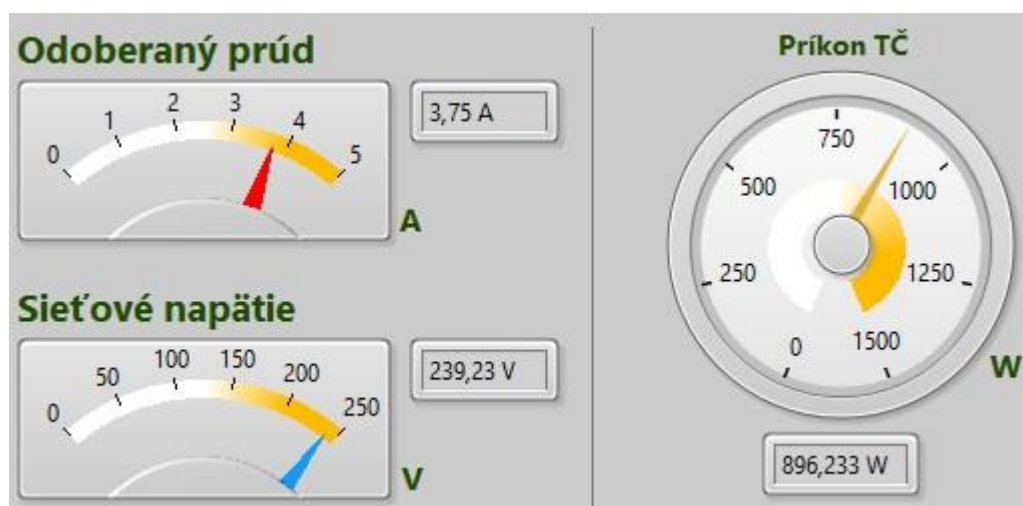 Odoberaný prúd
0 1 2 3 4 5
3,75 A
A
Sieťové napätie
0 50 100 150 200 250
239,23 V
V
Príkon TČ
0 250 500 750 1000 1250 1500
W
896,233 W